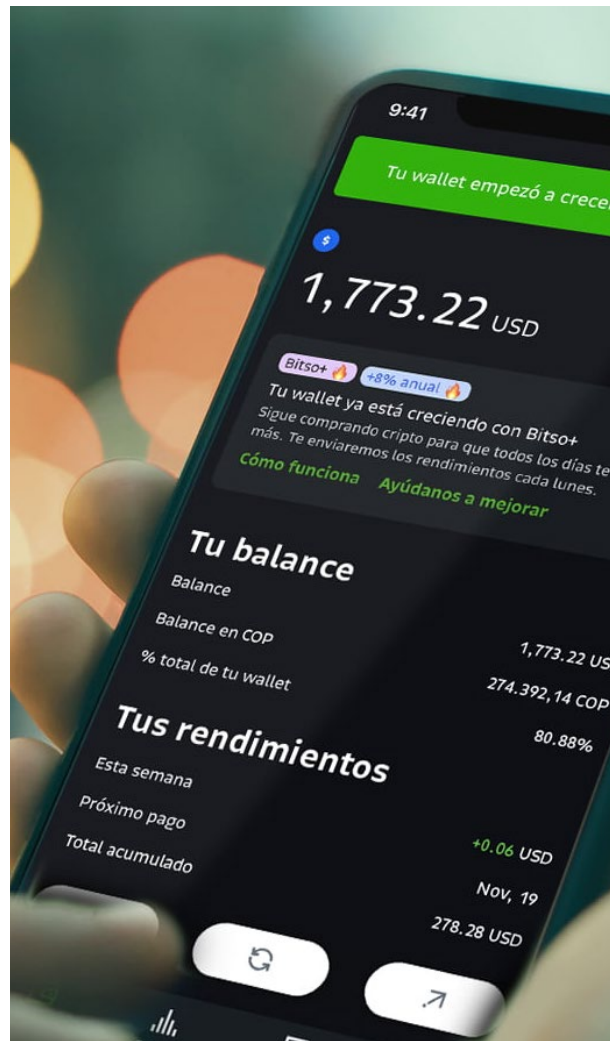 9:41
Tu wallet empezó a crecer
1,773.22 USD
Bitso+ +8% anual
Tu wallet ya está creciendo con Bitso+
Sigue comprando cripto para que todos los días te
más. Te enviaremos los rendimientos cada lunes.
Cómo funciona Ayúdanos a mejorar
Tu balance
Balance 1,773.22 US
Balance en COP 274.392,14 COP
% total de tu wallet 80.88%
Tus rendimientos
Esta semana +0.06 USD
Próximo pago Nov, 19
Total acumulado 278.28 USD